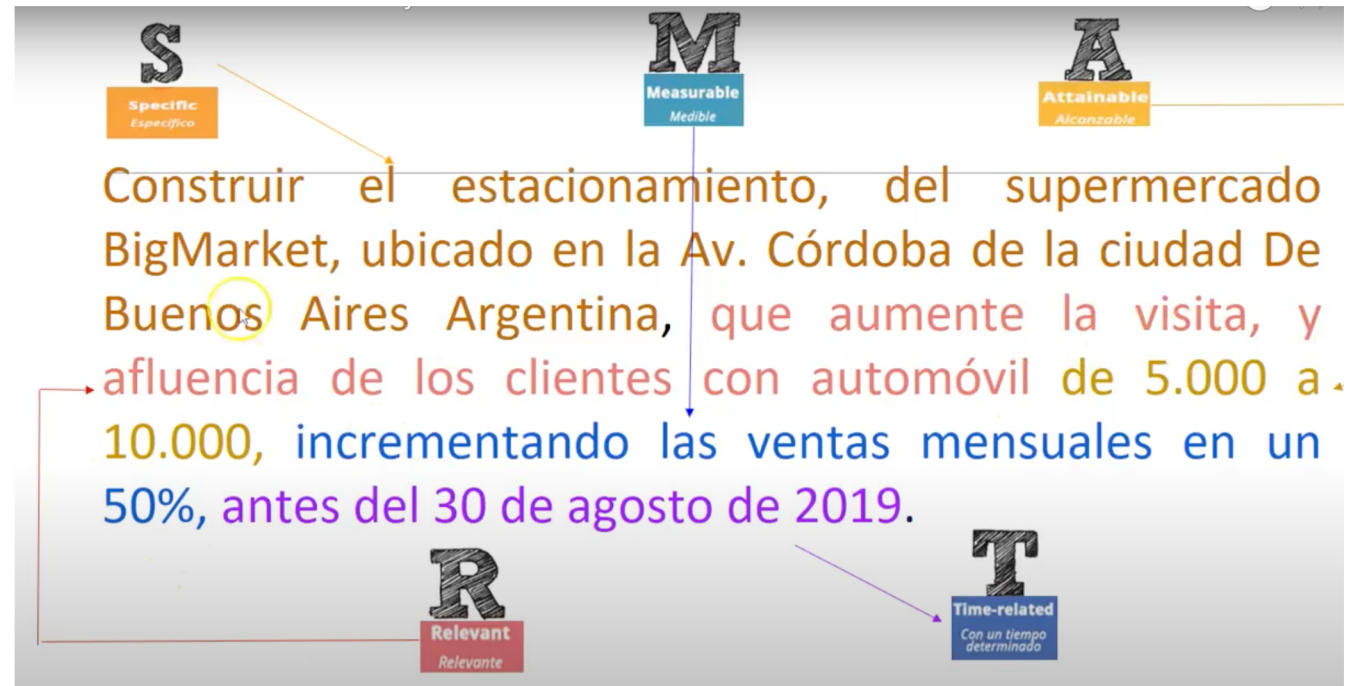 S
M
A
Specific
Específico
Measurable
Medible
Attainable
Alcanzable
Construir el estacionamiento, del supermercado
BigMarket, ubicado en la Av. Córdoba de la ciudad De
Buenos Aires Argentina, que aumente la visita, y
afluencia de los clientes con automóvil de 5.000 a
10.000, incrementando las ventas mensuales en un
50%, antes del 30 de agosto de 2019.
R
Relevant
Relevante
T
Time-related
Con un tiempo
determinado